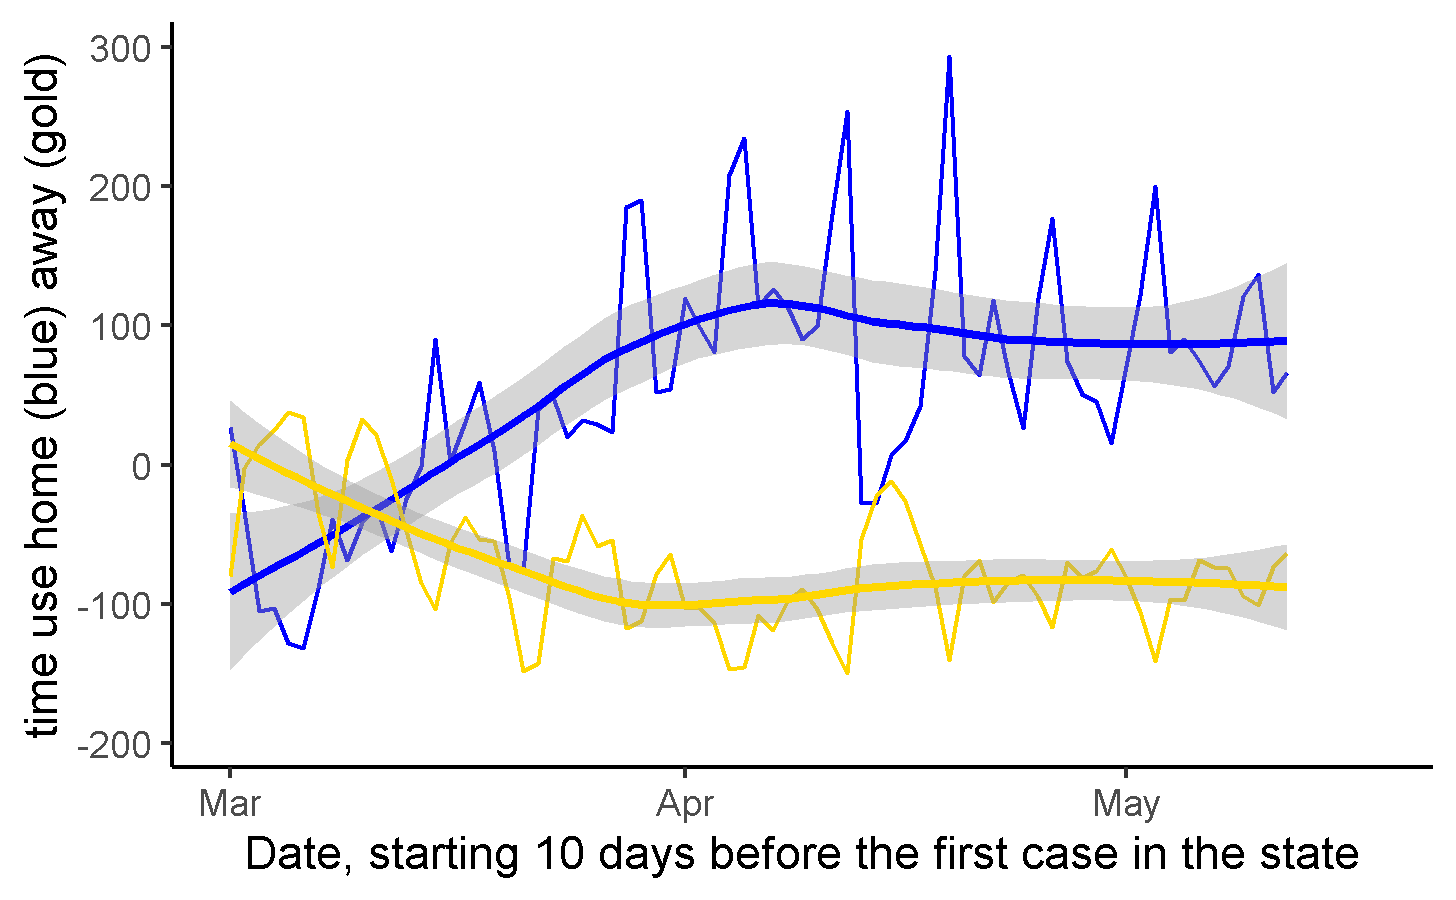 time use home (blue) away (gold)
300
200
100
0
-100
-200
Mar
Apr
May
Date, starting 10 days before the first case in the state